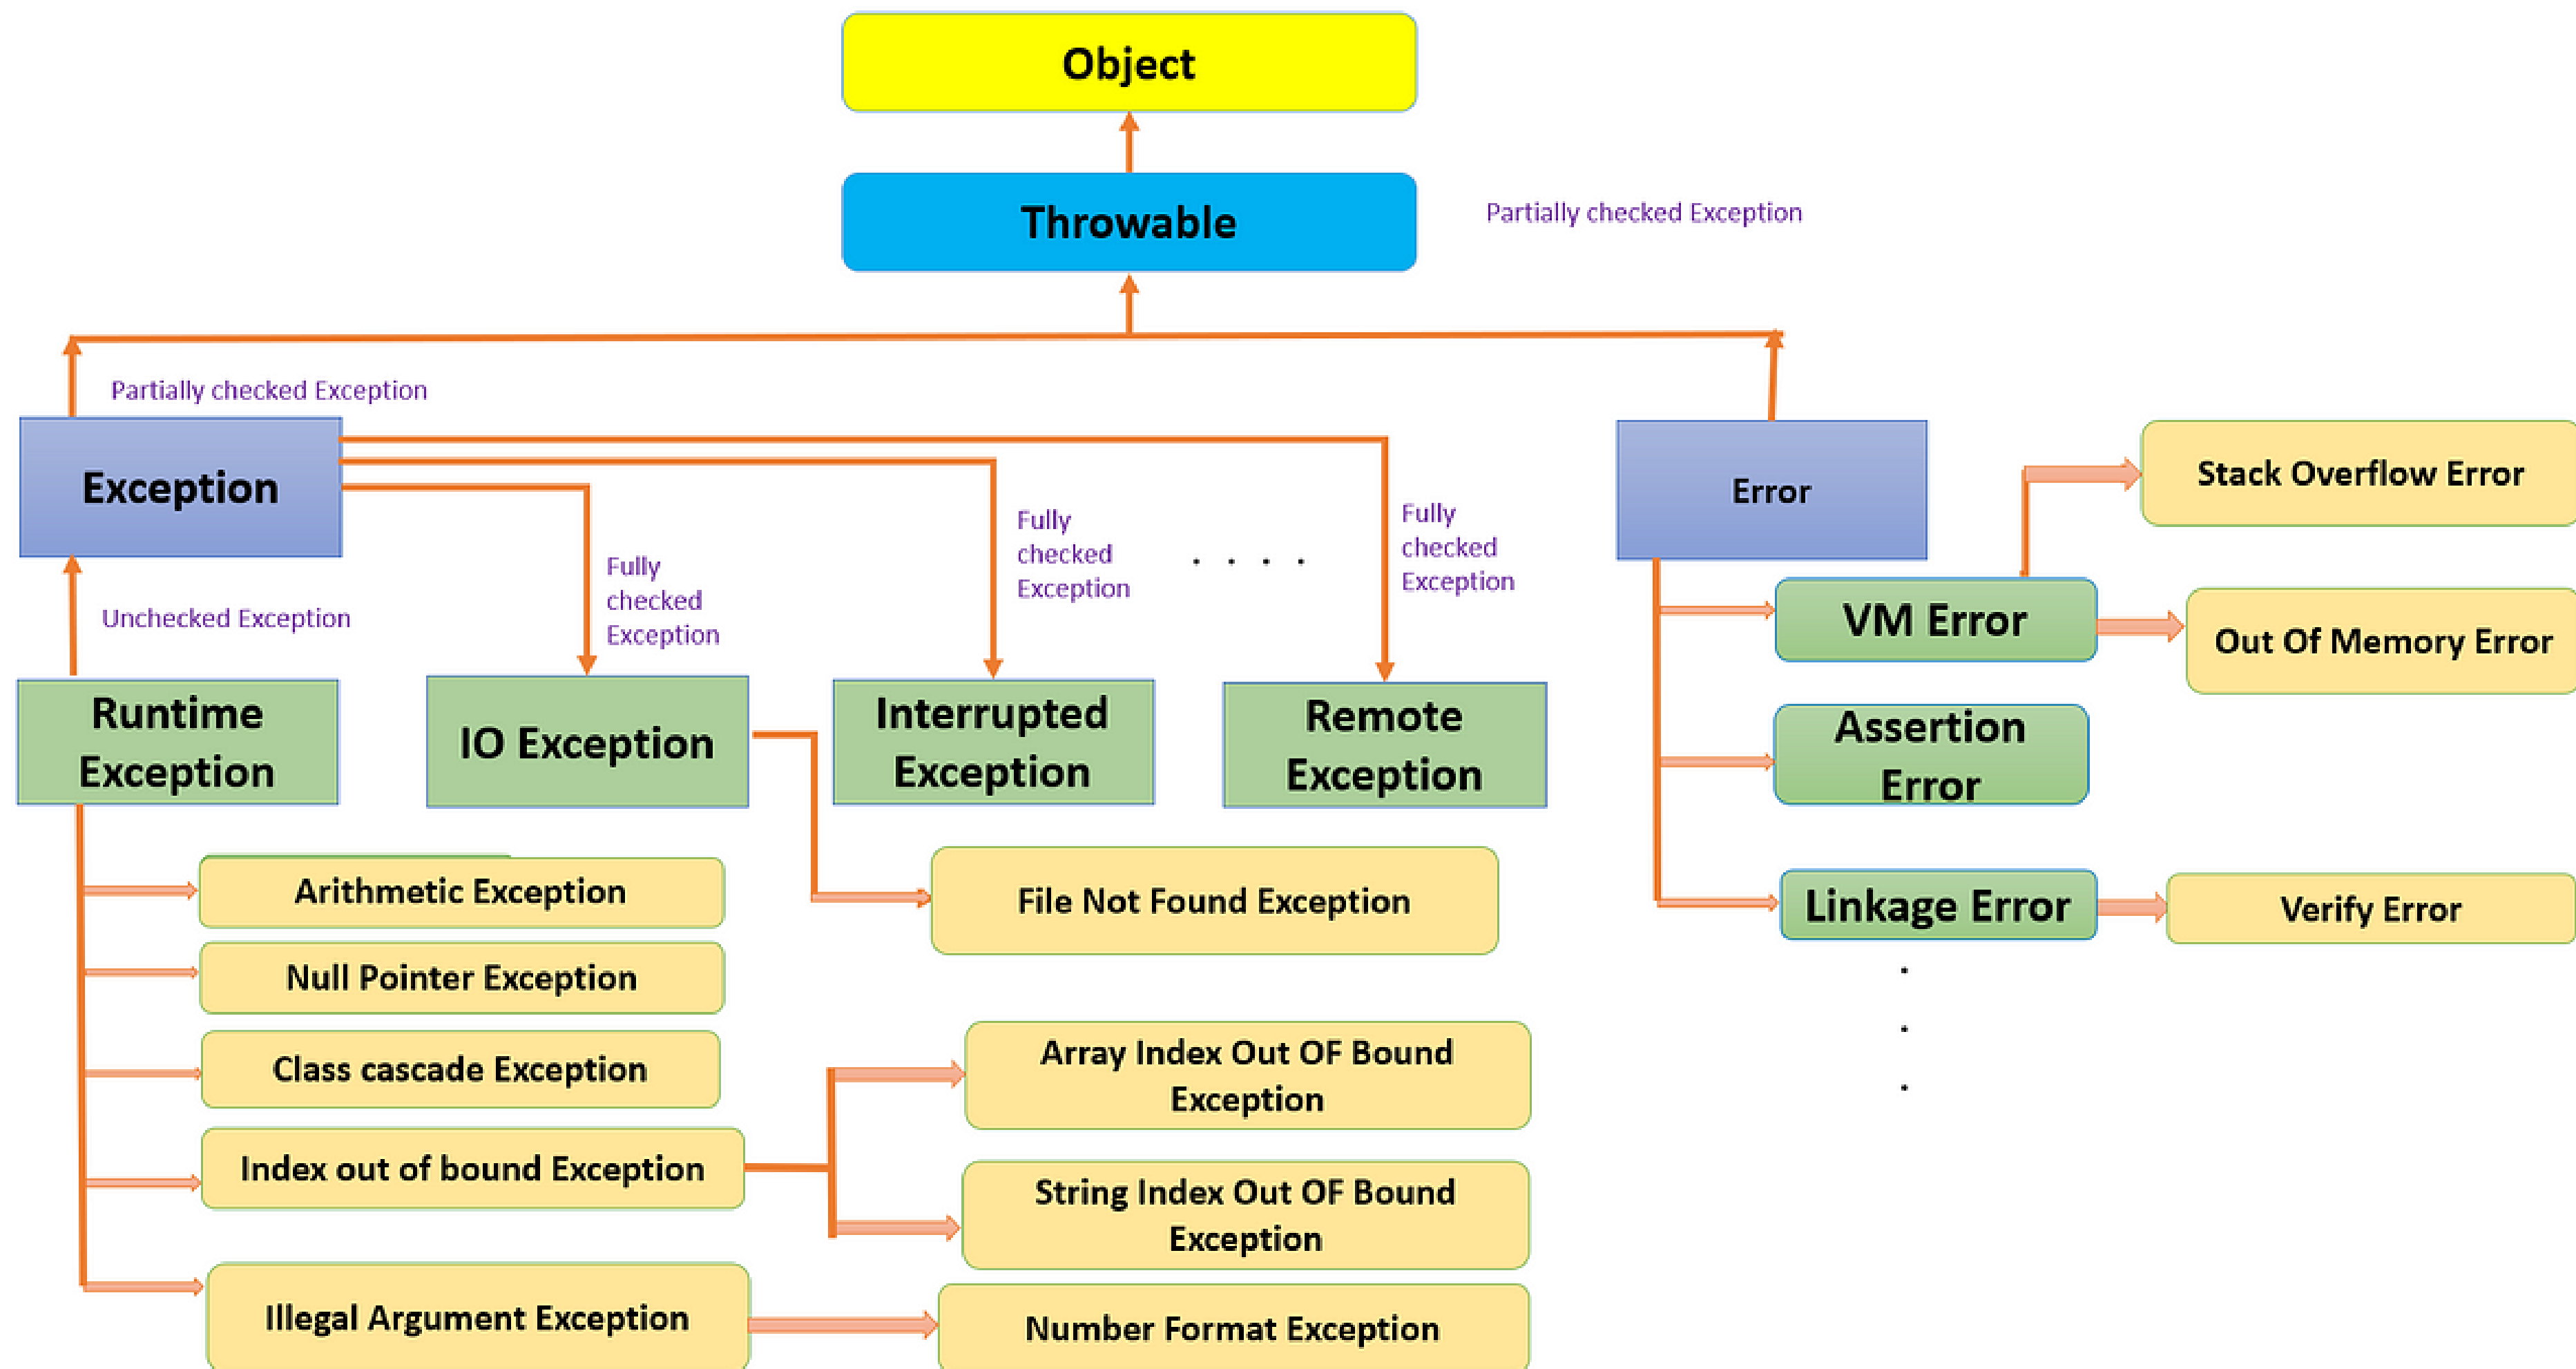 Object
Throwable
Partially checked Exception
Partially checked Exception
Exception
Error
Stack Overflow Error
Fully
checked
Exception
Fully
checked
Exception
Fully
checked
Exception
. . . .
Unchecked Exception
VM Error
Out Of Memory Error
Runtime
Exception
IO Exception
Interrupted
Exception
Remote
Exception
Assertion
Error
Arithmetic Exception
File Not Found Exception
Linkage Error
Verify Error
.
.
.
Null Pointer Exception
Class cascade Exception
Array Index Out OF Bound
Exception
Index out of bound Exception
String Index Out OF Bound
Exception
Illegal Argument Exception
Number Format Exception